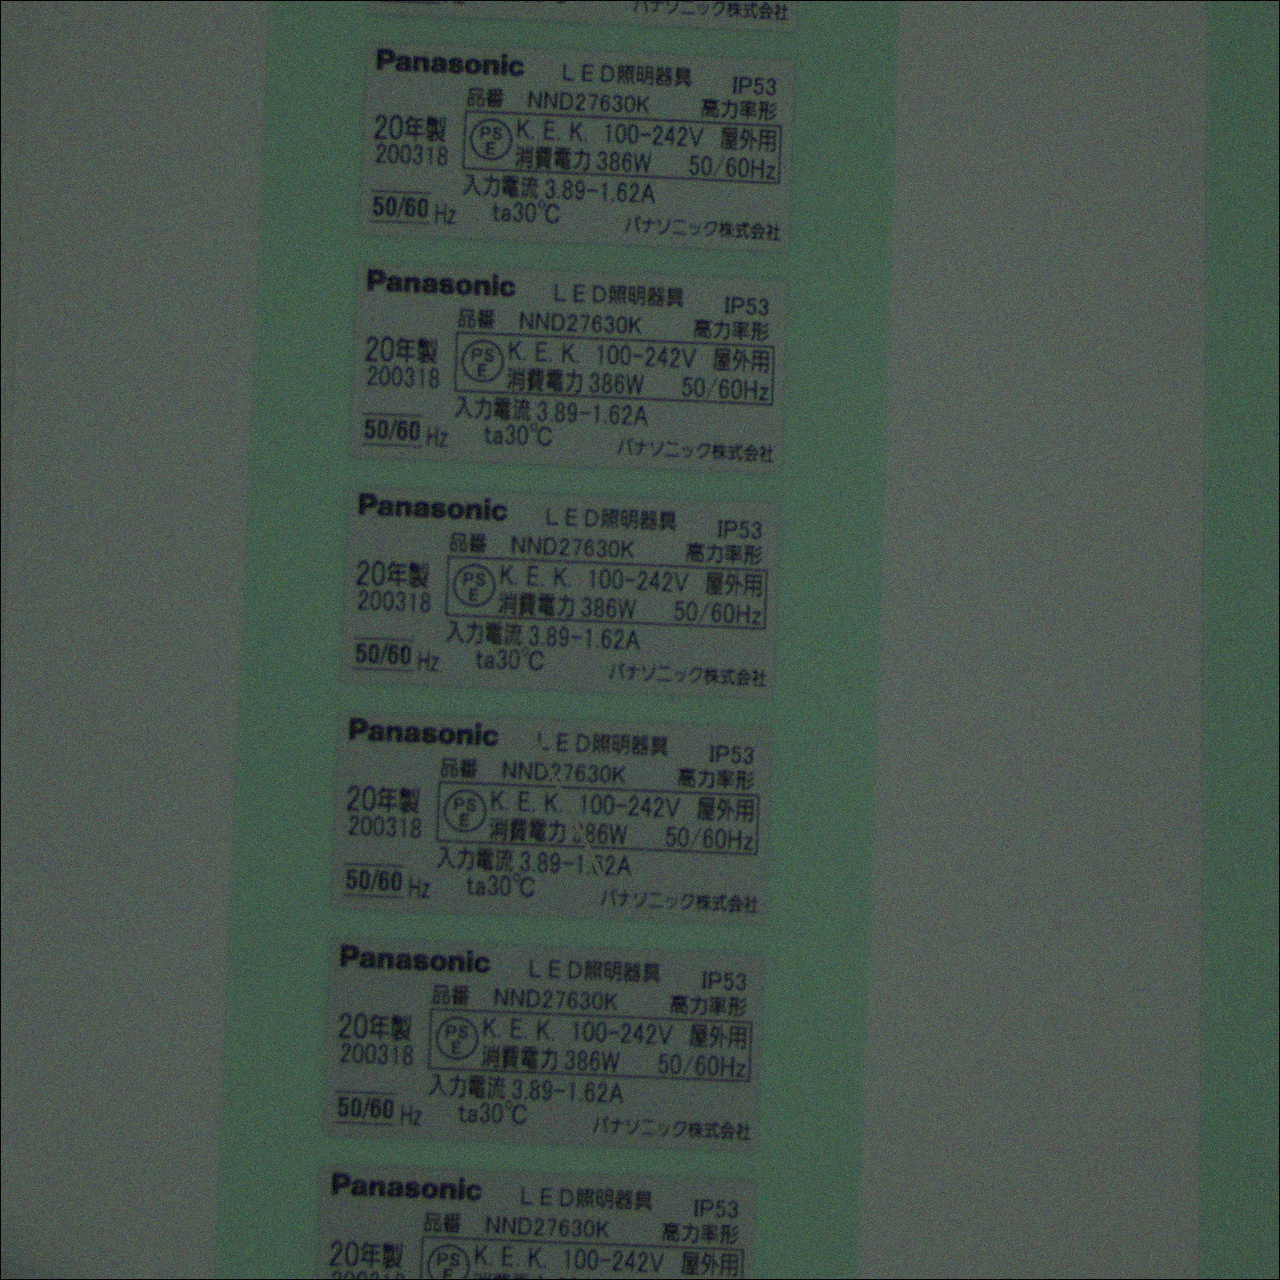 パナソニック株式会社
Panasonic LED照明器具 IP53
品番 NND27630K 高力率形
20年製 PSE K.E.K. 100-242V 屋外用
200318 消費電力 386W 50/60Hz
入力電流 3.89-1.62A
50/60 Hz ta30℃ パナソニック株式会社
Panasonic LED照明器具 IP53
品番 NND27630K 高力率形
20年製 PSE K.E.K. 100-242V 屋外用
200318 消費電力 386W 50/60Hz
入力電流 3.89-1.62A
50/60 Hz ta30℃ パナソニック株式会社
Panasonic LED照明器具 IP53
品番 NND27630K 高力率形
20年製 PSE K.E.K. 100-242V 屋外用
200318 消費電力 386W 50/60Hz
入力電流 3.89-1.62A
50/60 Hz ta30℃ パナソニック株式会社
Panasonic LED照明器具 IP53
品番 NND27630K 高力率形
20年製 PSE K.E.K. 100-242V 屋外用
200318 消費電力 386W 50/60Hz
入力電流 3.89-1.62A
50/60 Hz ta30℃ パナソニック株式会社
Panasonic LED照明器具 IP53
品番 NND27630K 高力率形
20年製 PSE K.E.K. 100-242V 屋外用
200318 消費電力 386W 50/60Hz
入力電流 3.89-1.62A
50/60 Hz ta30℃ パナソニック株式会社
Panasonic LED照明器具 IP53
品番 NND27630K 高力率形
20年製 PSE K.E.K. 100-242V 屋外用